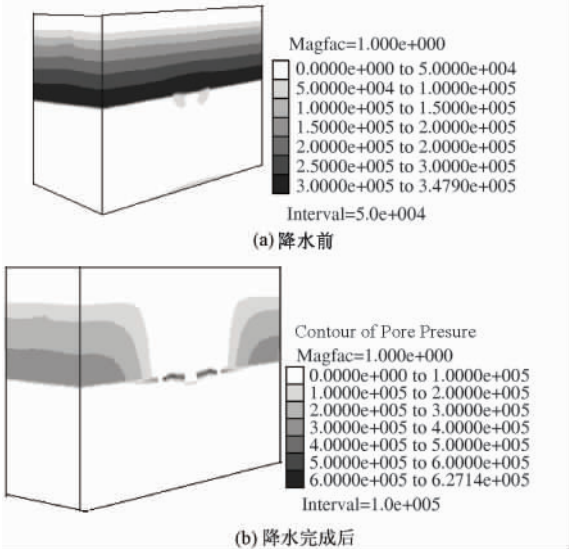 Magfac=1.000e+000
0.0000e+000 to 5.0000e+004
5.0000e+004 to 1.0000e+005
1.0000e+005 to 1.5000e+005
1.5000e+005 to 2.0000e+005
2.0000e+005 to 2.0000e+005
2.5000e+005 to 3.0000e+005
3.0000e+005 to 3.4790e+005
Interval=5.0e+004
(a) 降水前
Contour of Pore Presure
Magfac=1.000e+000
0.0000e+000 to 1.0000e+005
1.0000e+005 to 2.0000e+005
2.0000e+005 to 3.0000e+005
3.0000e+005 to 4.0000e+005
4.0000e+005 to 5.0000e+005
5.0000e+005 to 6.0000e+005
6.0000e+005 to 6.2714e+005
Interval=1.0e+005
(b) 降水完成后